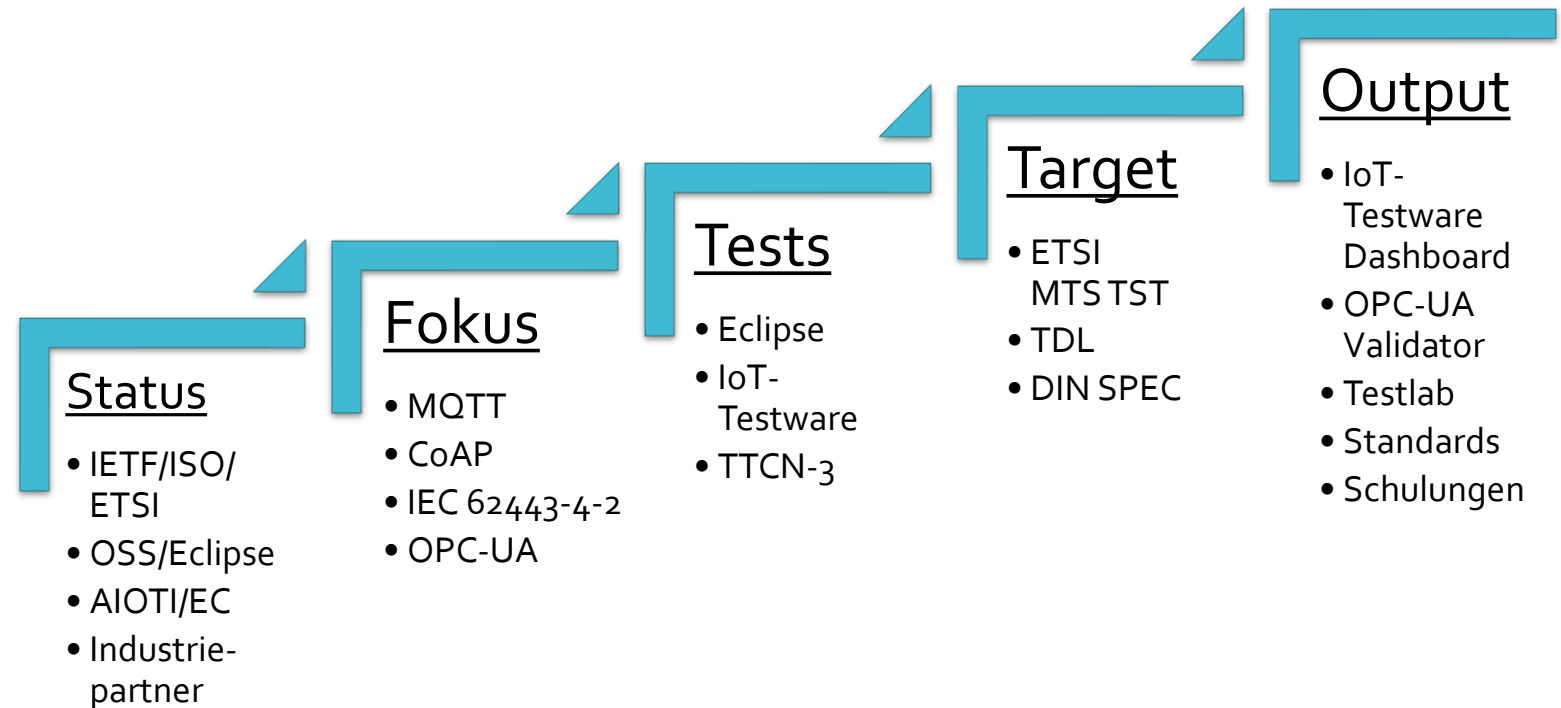 Status
• IETF/ISO/
ETSI
• OSS/Eclipse
• AIOTI/EC
• Industrie-
partner
Fokus
• MQTT
• CoAP
• IEC 62443-4-2
• OPC-UA
Tests
• Eclipse
• IoT-
Testware
• TTCN-3
Target
• ETSI
MTS TST
• TDL
• DIN SPEC
Output
• IoT-
Testware
Dashboard
• OPC-UA
Validator
• Testlab
• Standards
• Schulungen